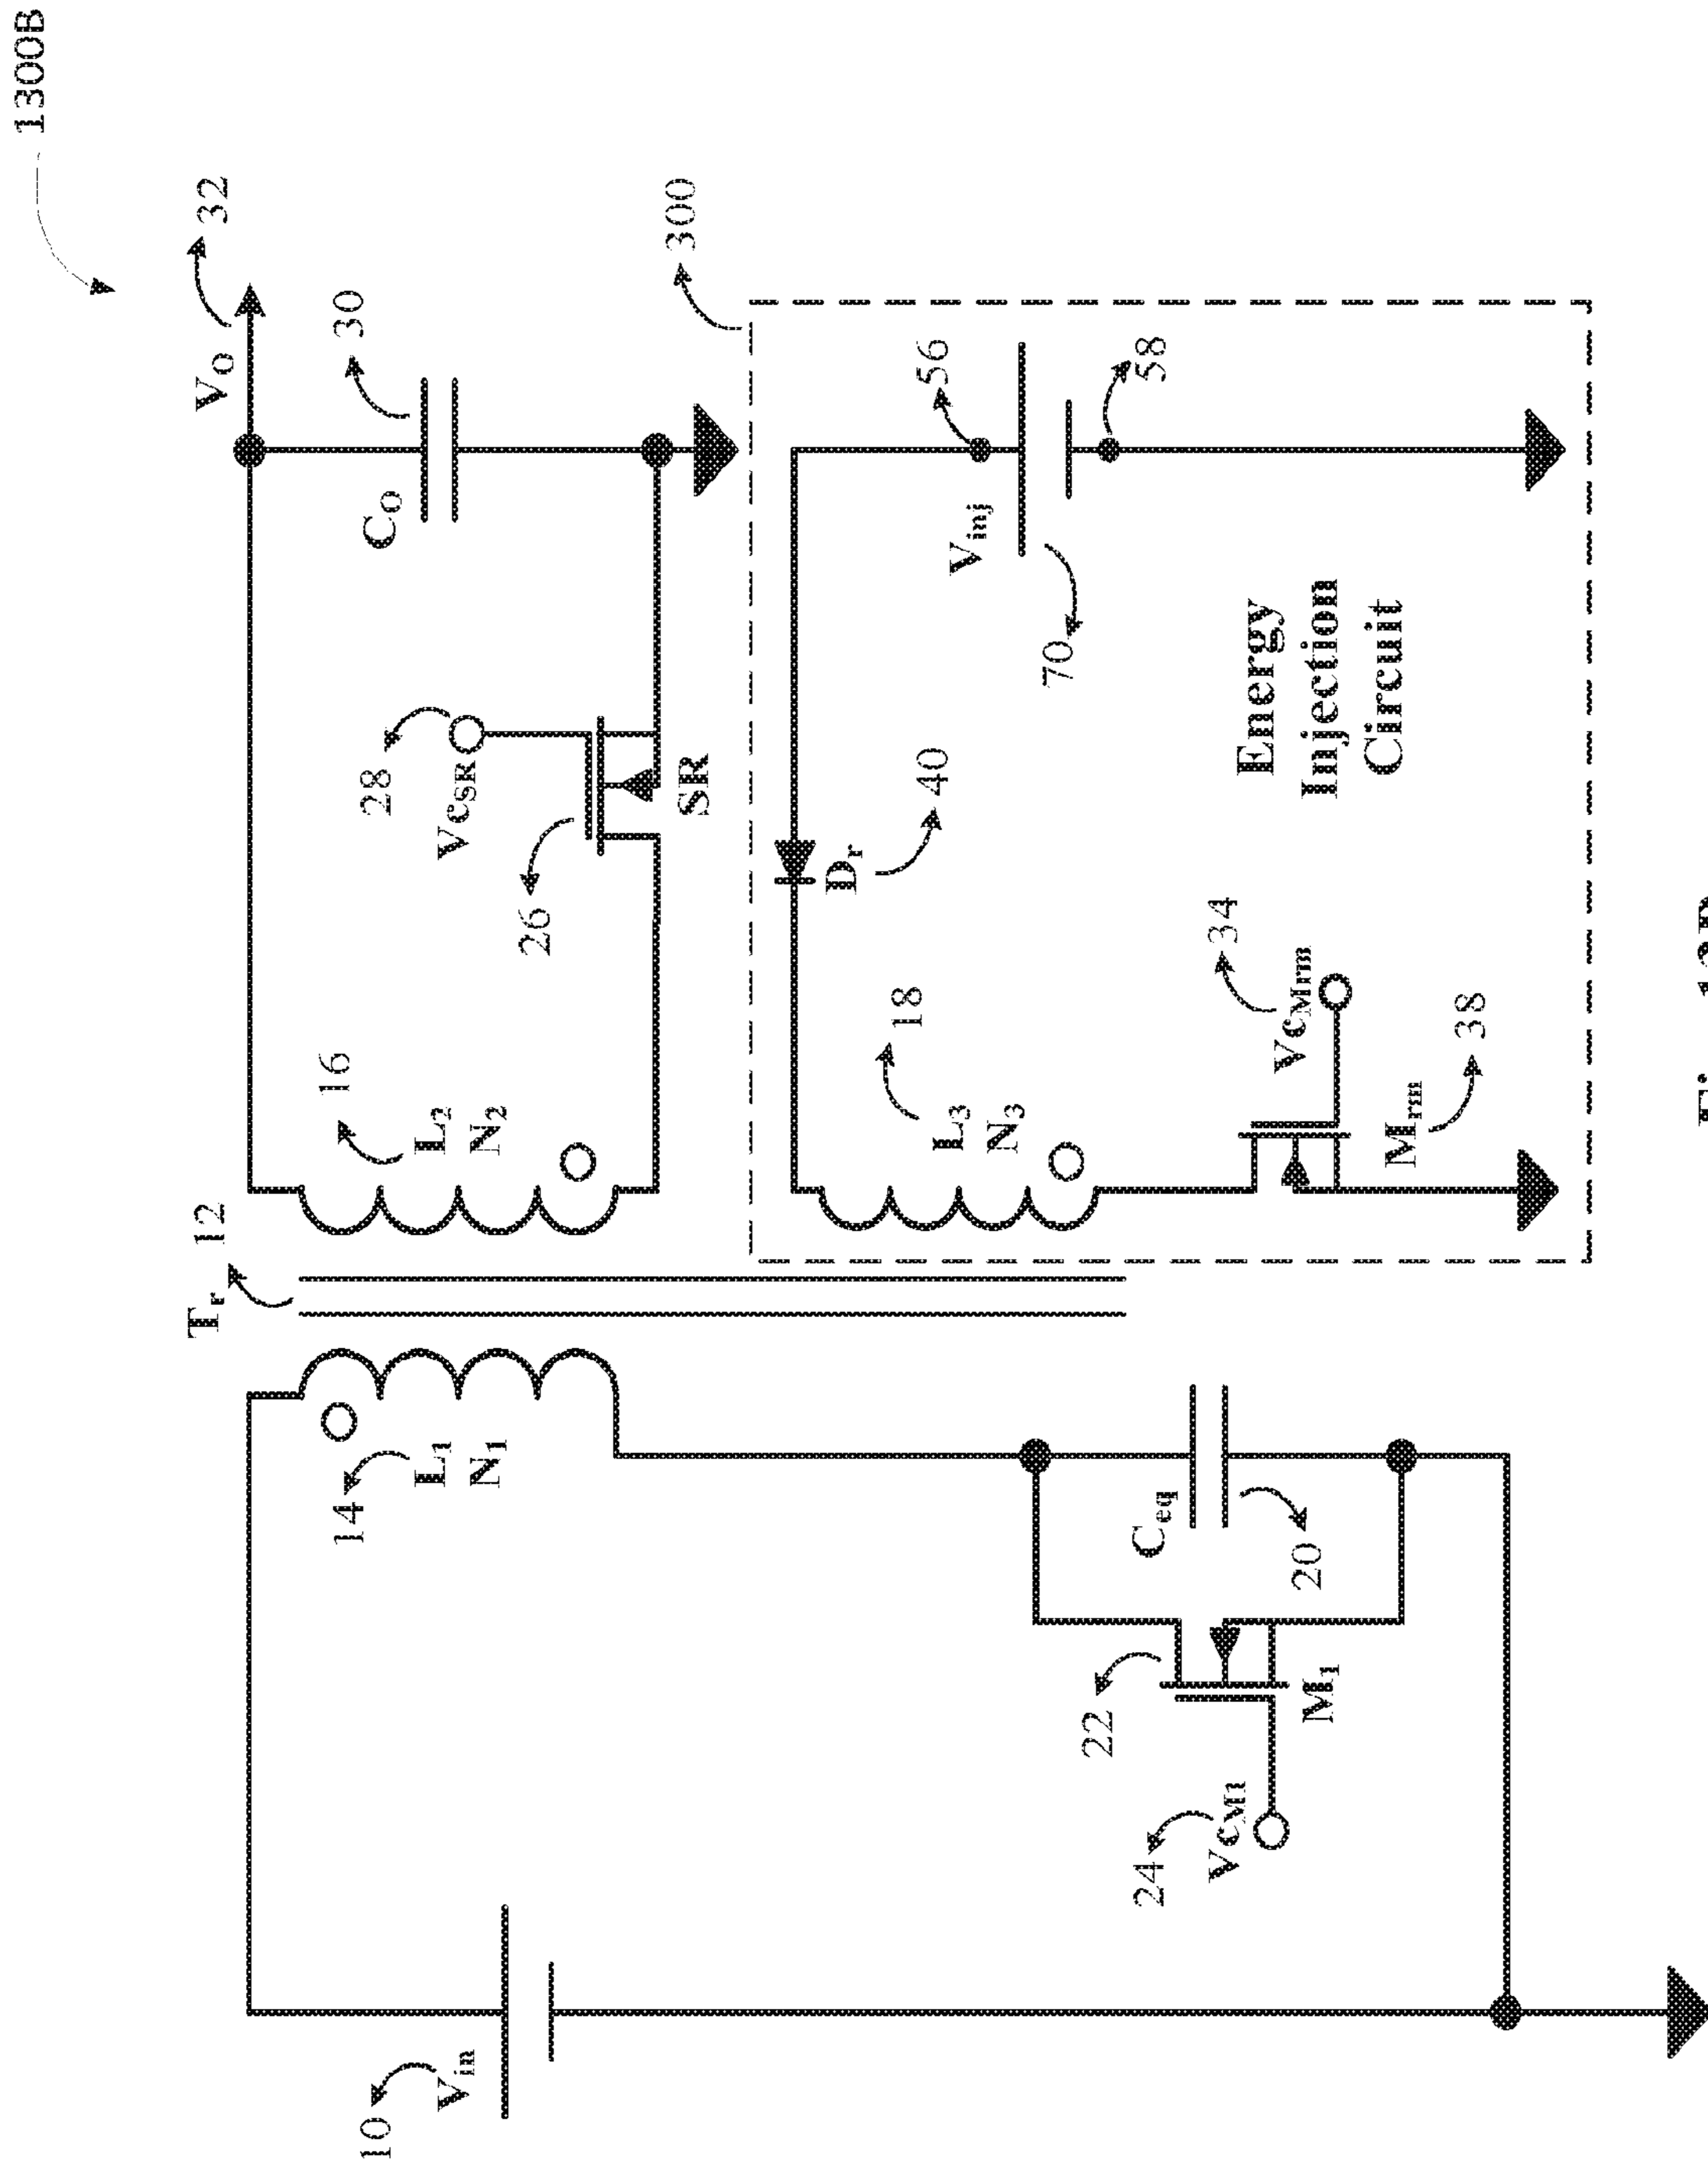 1300B
Tr 12
VO 32
16
L2
N2
CO
30
14
L1
N1
28
VcSR
26
SR
300
10
Vin
Dr
40
56
Vinj
70
58
18
L3
N3
Energy
Injection
Circuit
Ceq
20
22
M1
24
VcM1
34
VcMrm
Mrm
38